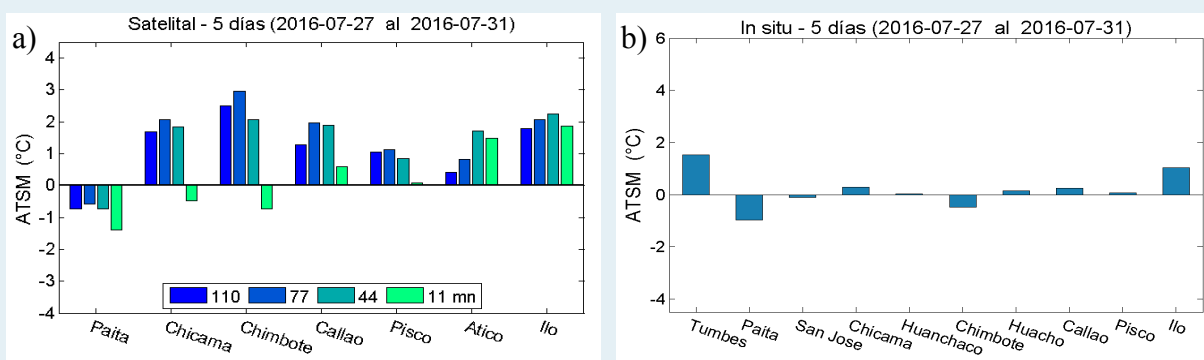 a)
Satelital - 5 días (2016-07-27 al 2016-07-31)
ATSM (°C)
4
3
2
1
0
-1
-2
-3
-4
110 77 44 11 mn
Paita Chicama Chimbote Callao Pisco Atico Ilo
b)
In situ - 5 días (2016-07-27 al 2016-07-31)
ATSM (°C)
6
4
2
0
-2
-4
Tumbes Paita San Jose Chicama Huanchaco Chimbote Huacho Callao Pisco Ilo